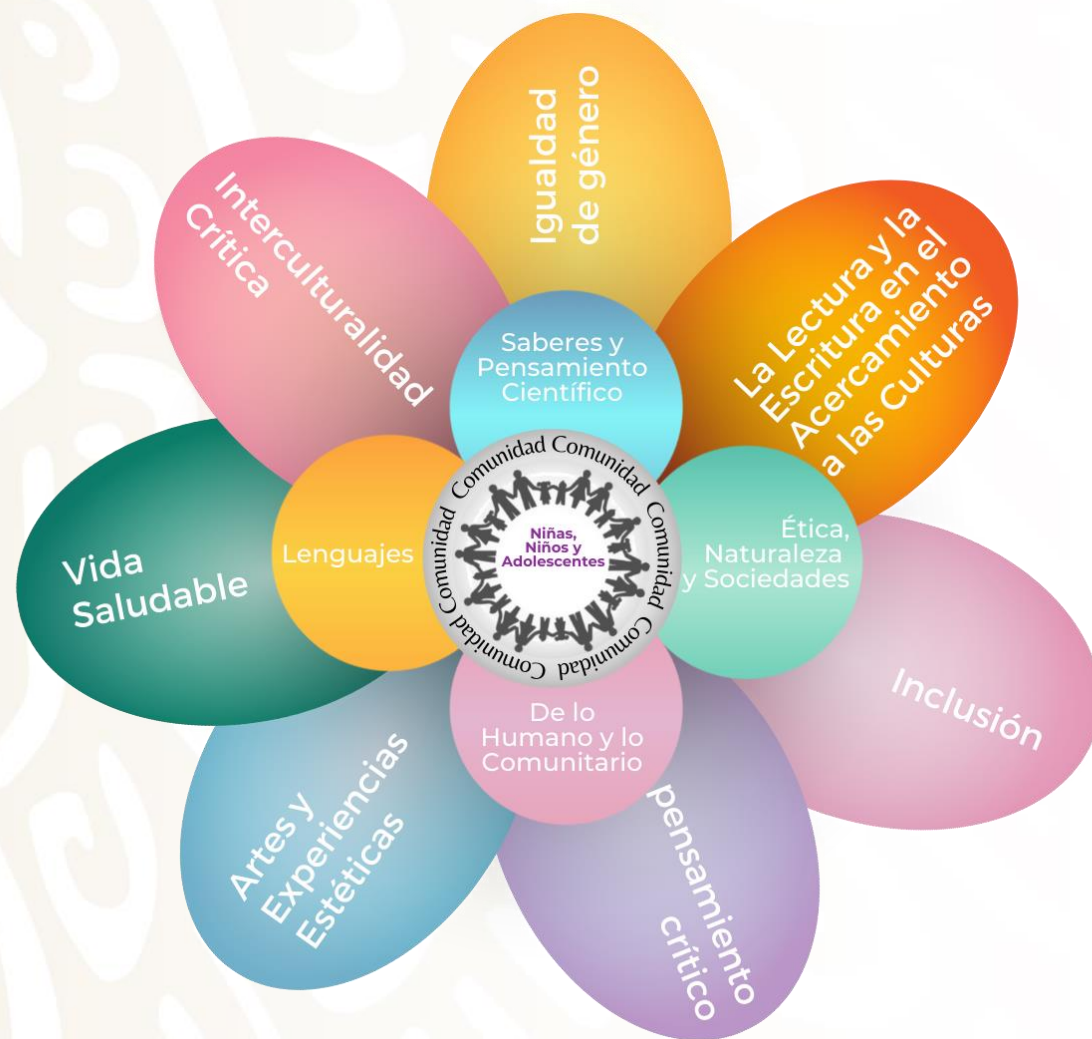 Igualdad
de género
La Lectura y la
Escritura en el
Acercamiento
a las Culturas
Inclusión
pensamiento
crítico
Artes y
Experiencias
Estéticas
Vida
Saludable
Interculturalidad
Crítica
Saberes y
Pensamiento
Científico
Ética,
Naturaleza
y Sociedades
De lo
Humano y lo
Comunitario
Lenguajes
Comunidad Comunidad Comunidad Comunidad Comunidad Comunidad Comunidad
Niñas,
Niños y
Adolescentes